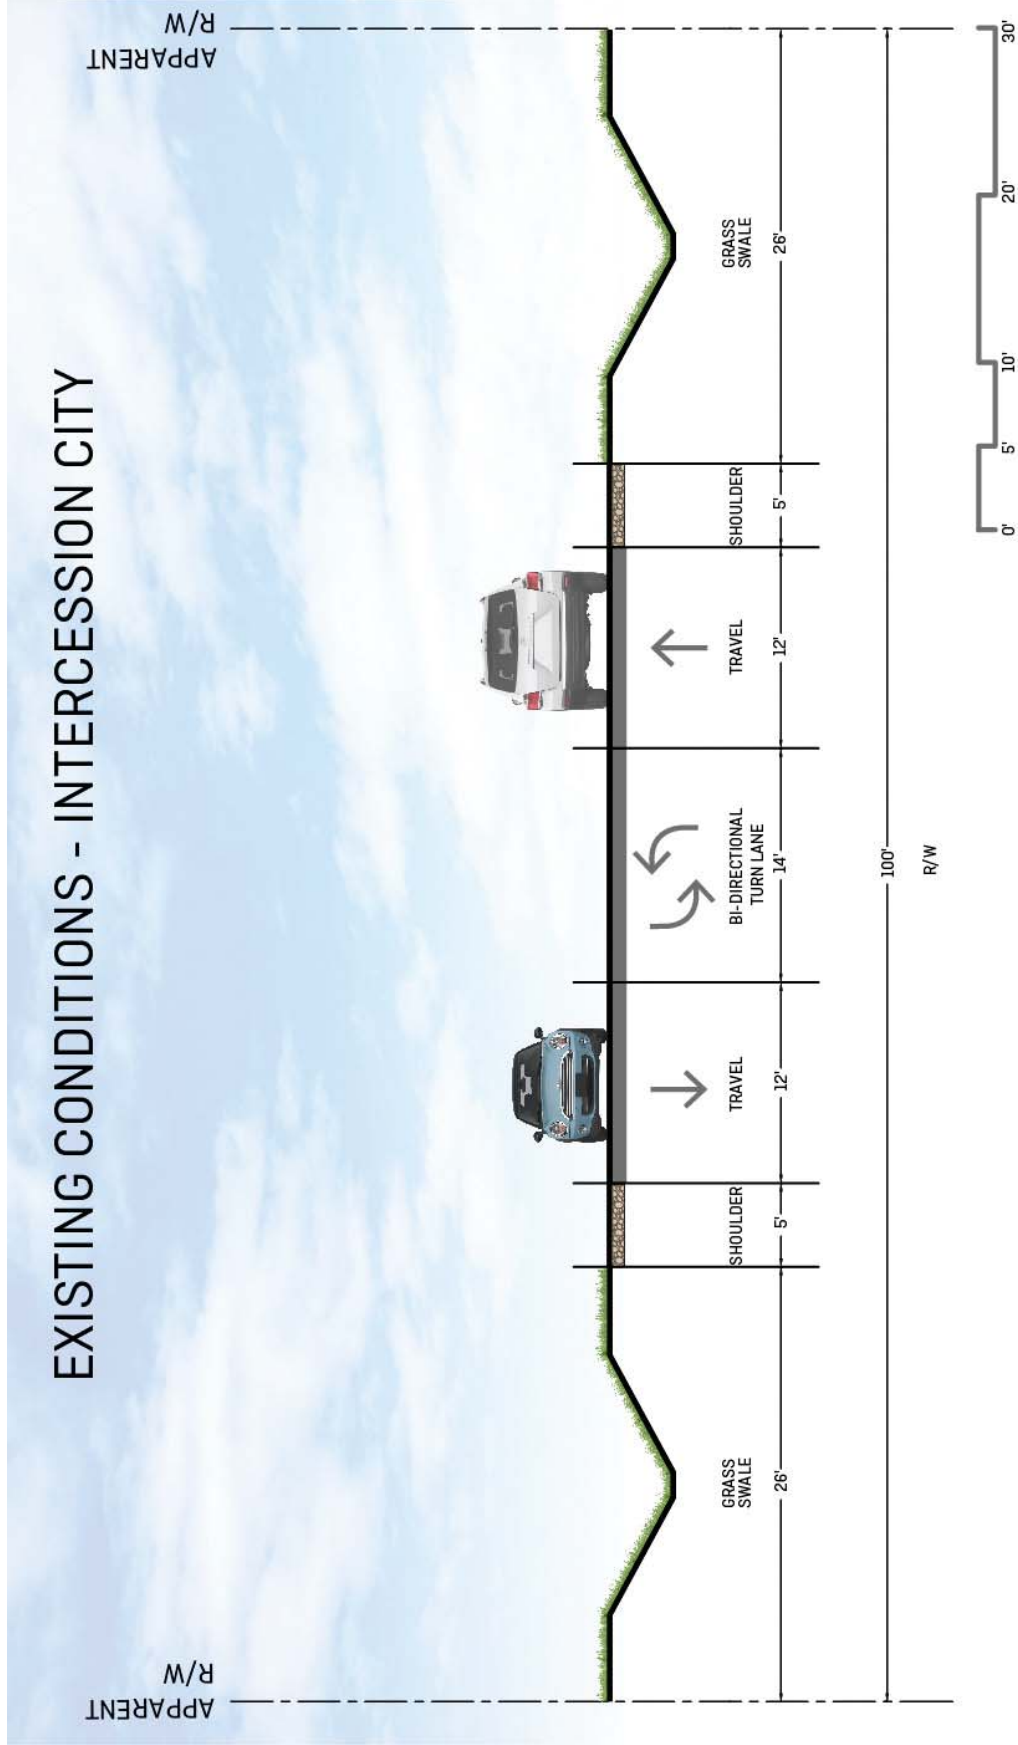 EXISTING CONDITIONS - INTERCESSION CITY
APPARENT
R/W
APPARENT
R/W
GRASS
SWALE
SHOULDER
TRAVEL
BI-DIRECTIONAL
TURN LANE
TRAVEL
SHOULDER
GRASS
SWALE
26'
5'
12'
14'
12'
5'
26'
100'
R/W
0'
5'
10'
20'
30'